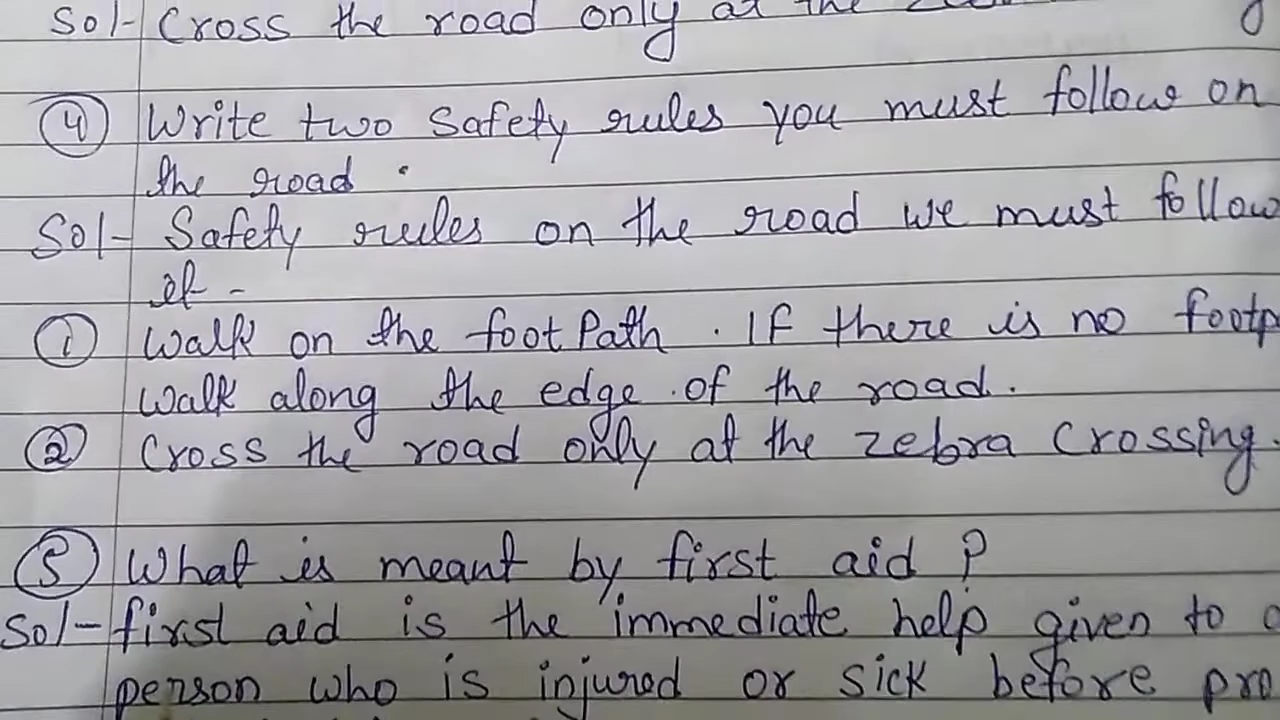 Sol- Cross the road only at the
④ Write two safety rules you must follow on
the road.
Sol- Safety rules on the road we must follow
① Walk on the footPath. If there is no footp
walk along the edge of the road.
② Cross the road only at the zebra Crossing.
⑤ What is meant by first aid?
Sol- first aid is the immediate help given to a
person who is injured or sick before pro